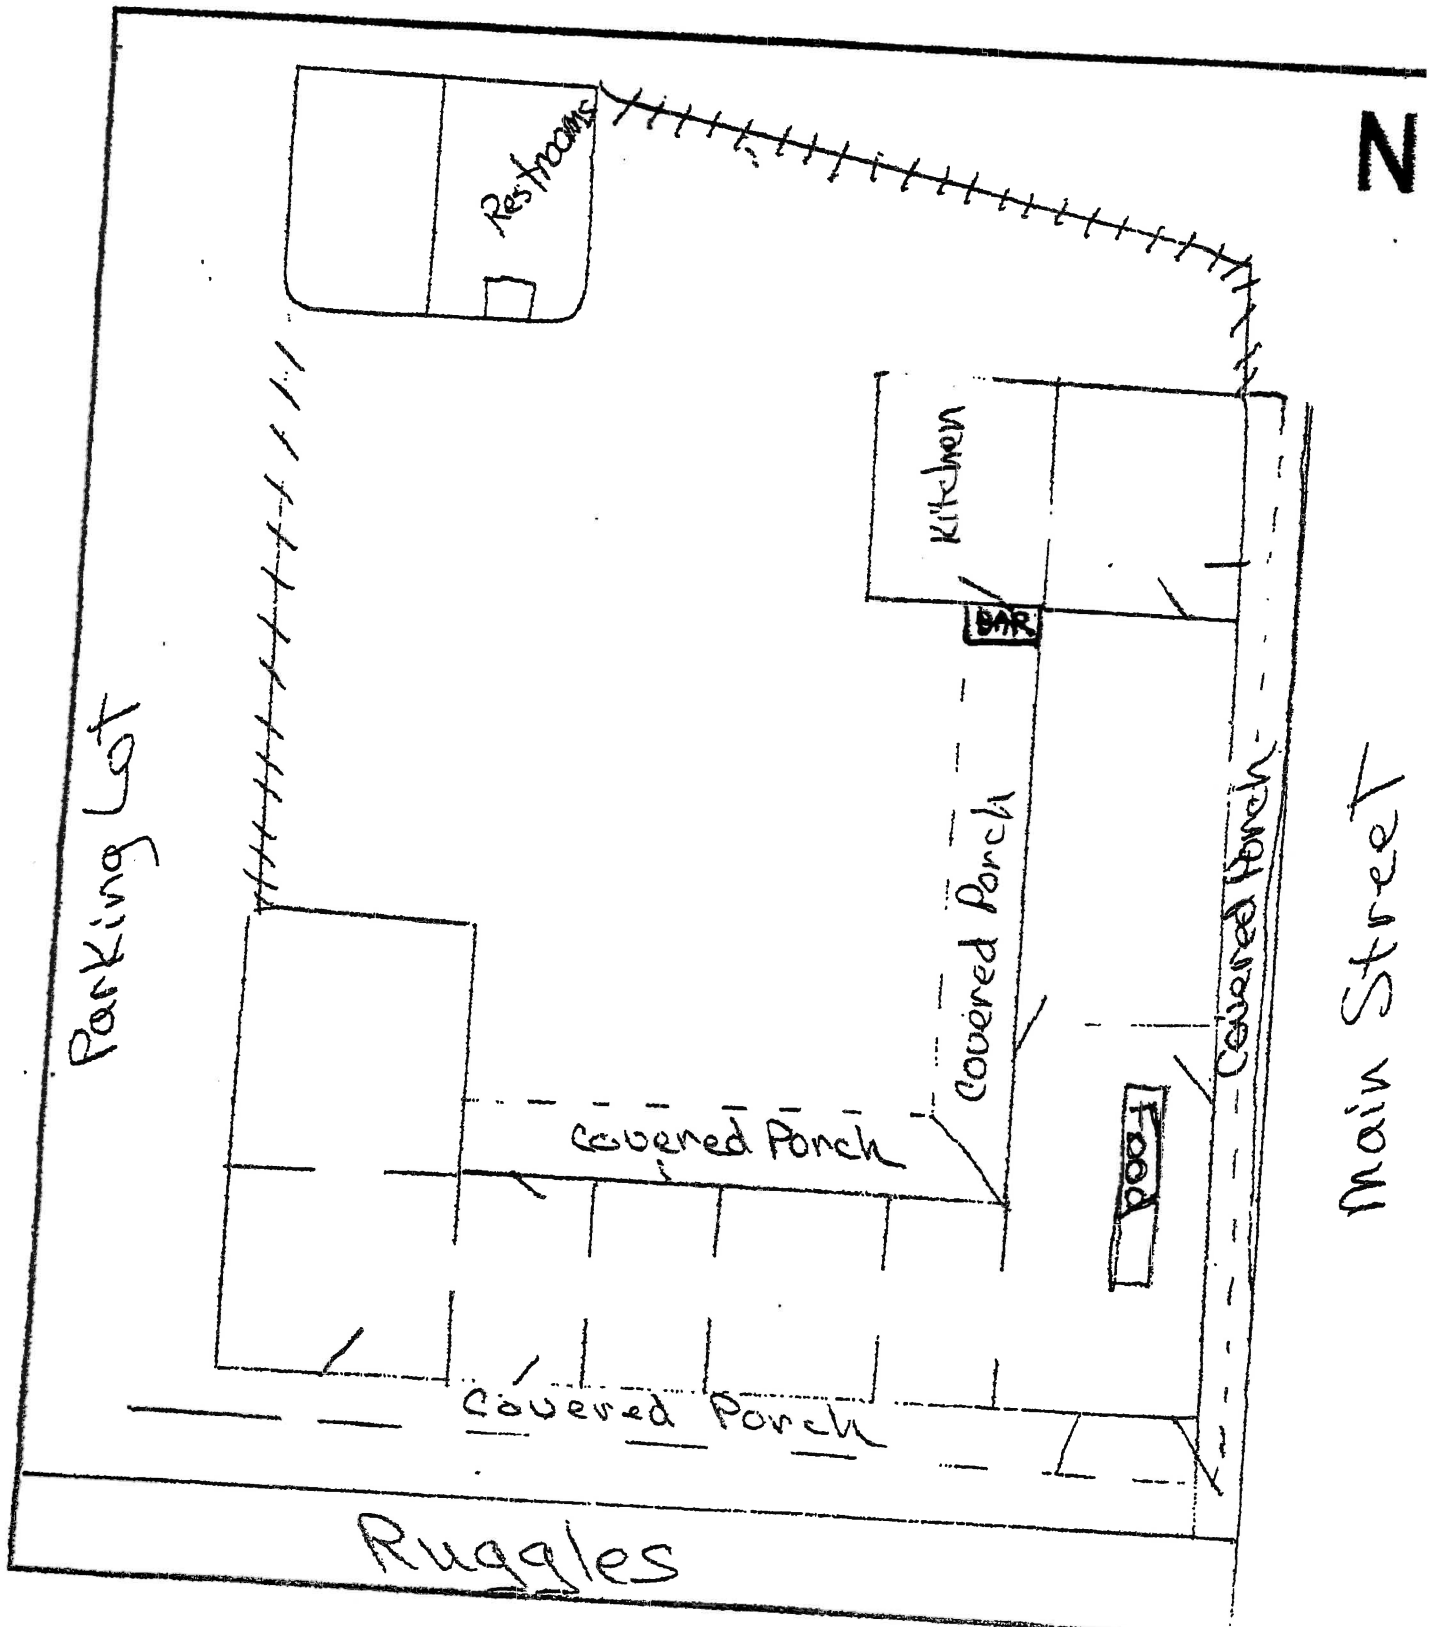 N
Restrooms
Kitchen
BAR
Parking Lot
Covered Porch
Covered Porch
Main Street
Food
Covered Porch
Covered Porch
Ruggles